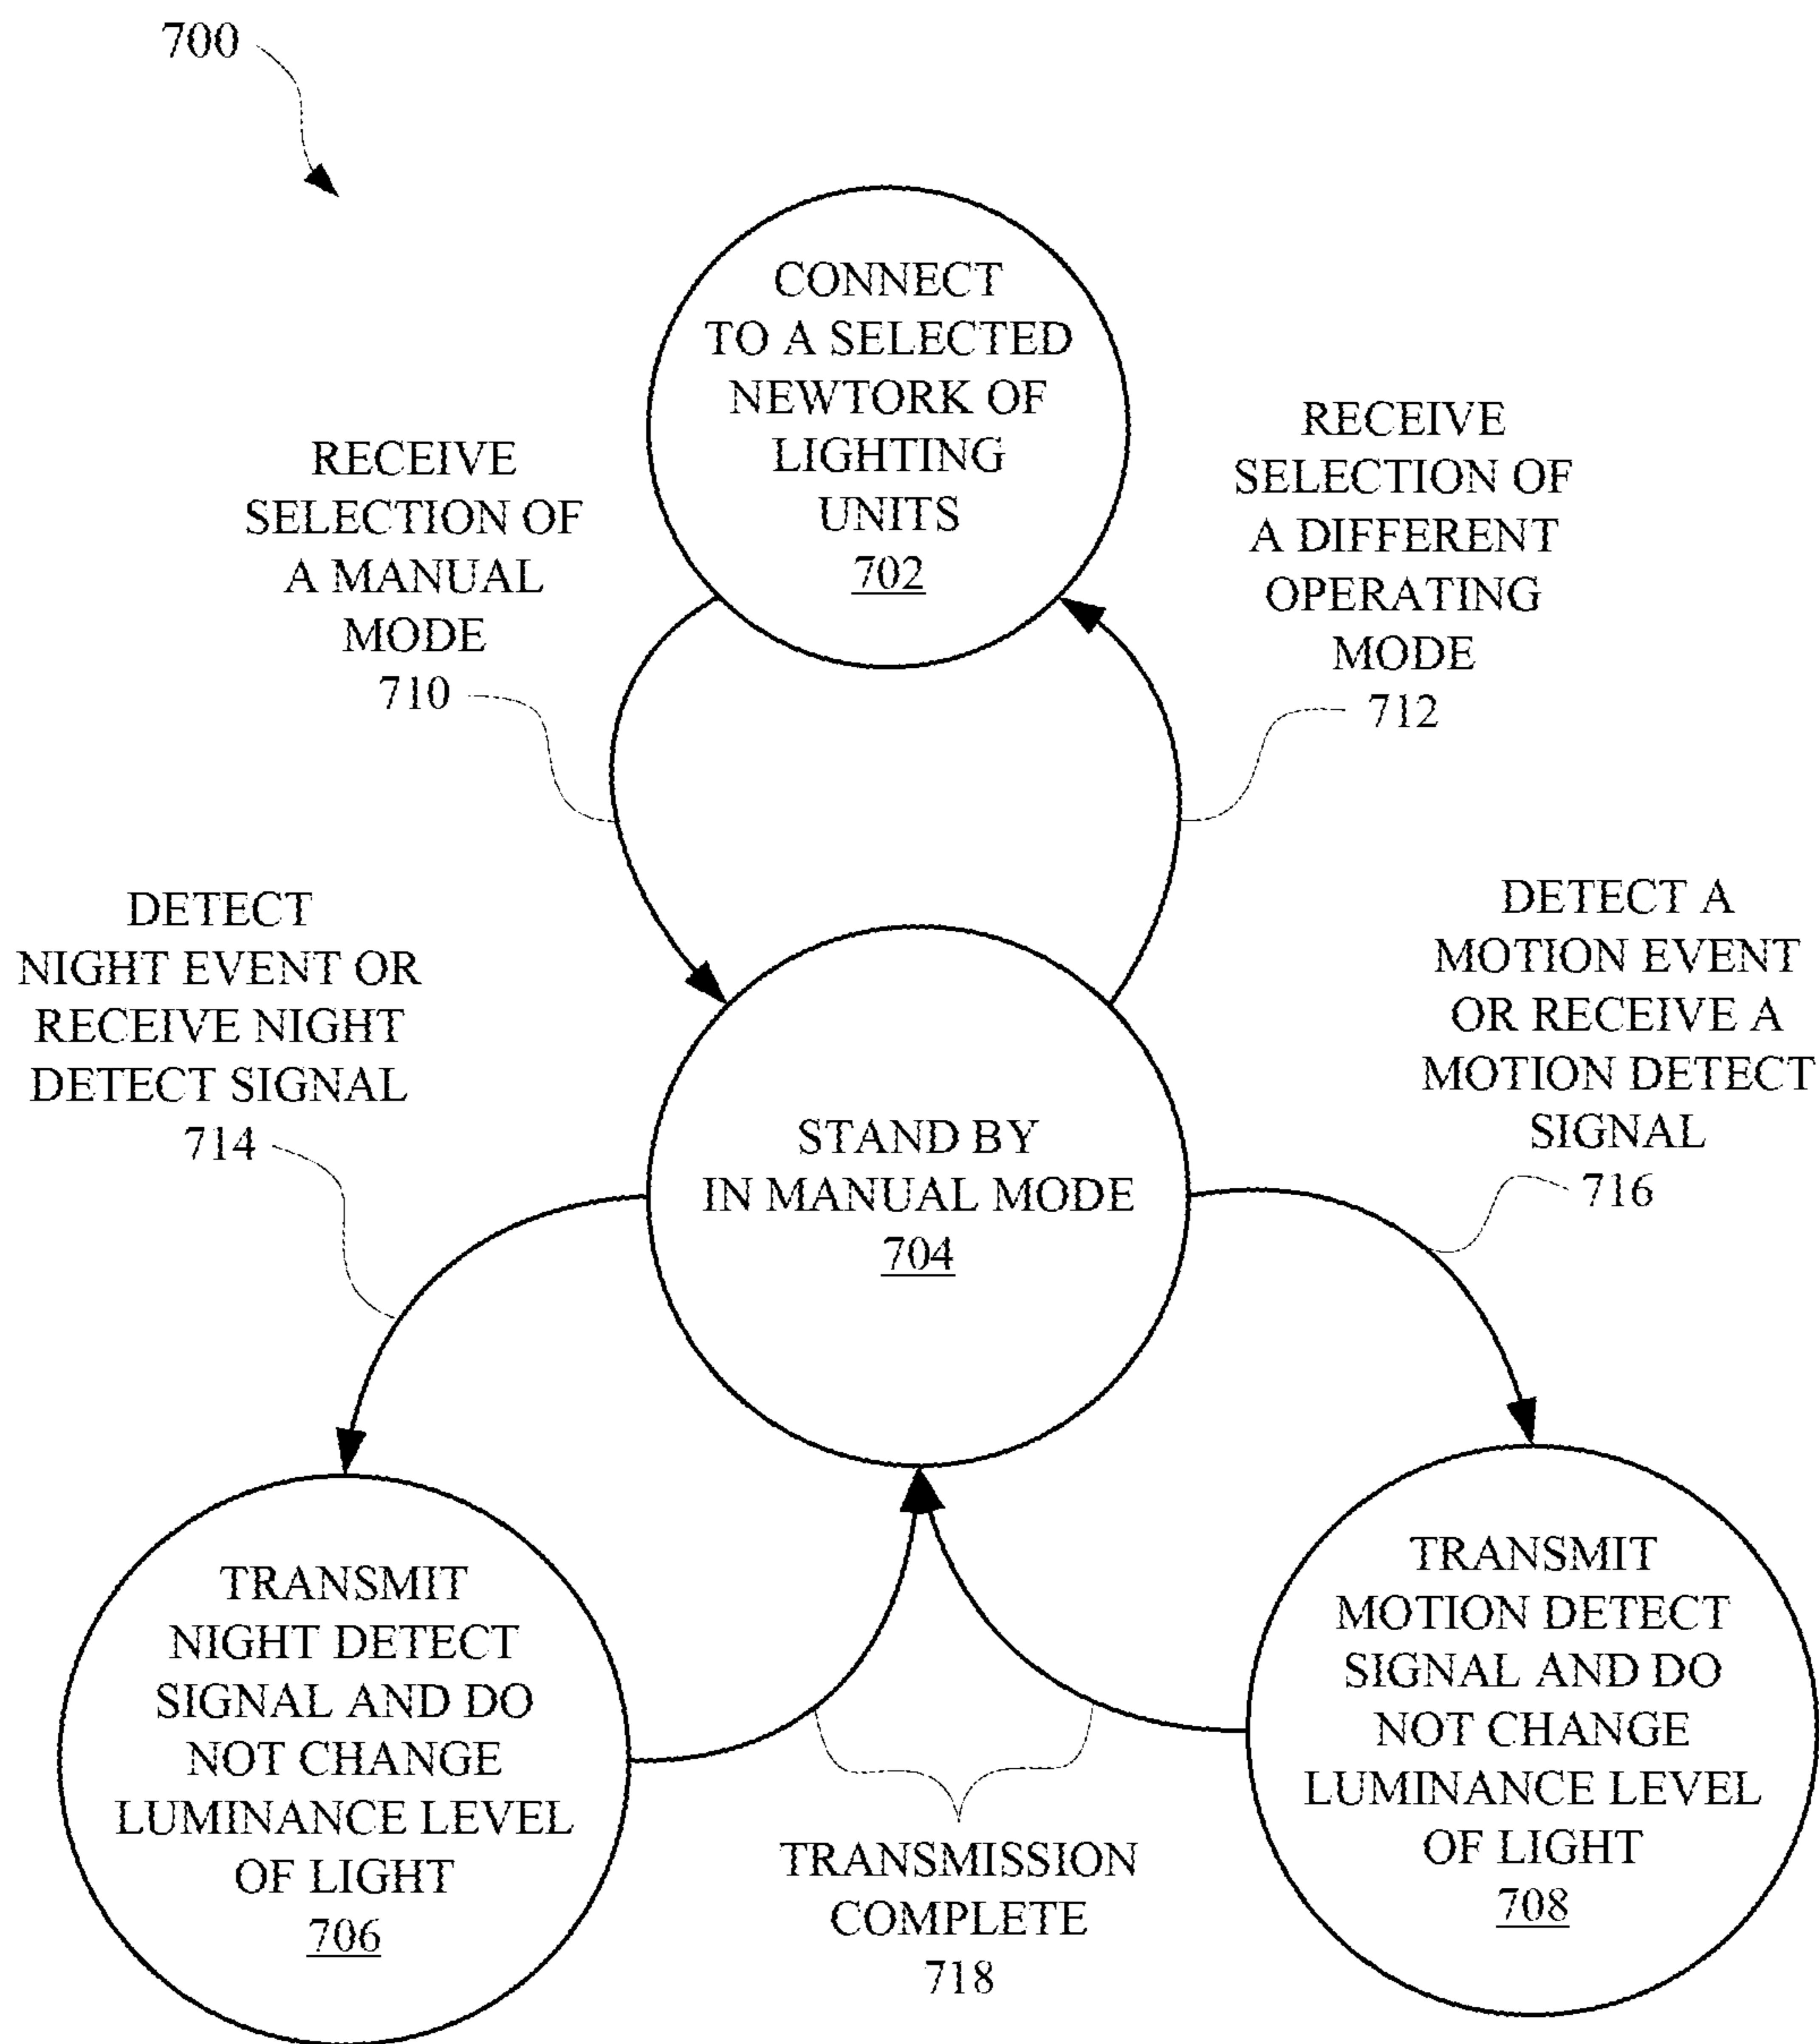 700
CONNECT
TO A SELECTED
NEWTORK OF
LIGHTING
UNITS
702
RECEIVE
SELECTION OF
A MANUAL
MODE
710
RECEIVE
SELECTION OF
A DIFFERENT
OPERATING
MODE
712
DETECT
NIGHT EVENT OR
RECEIVE NIGHT
DETECT SIGNAL
714
DETECT A
MOTION EVENT
OR RECEIVE A
MOTION DETECT
SIGNAL
716
STAND BY
IN MANUAL MODE
704
TRANSMIT
NIGHT DETECT
SIGNAL AND DO
NOT CHANGE
LUMINANCE LEVEL
OF LIGHT
706
TRANSMISSION
COMPLETE
718
TRANSMIT
MOTION DETECT
SIGNAL AND DO
NOT CHANGE
LUMINANCE LEVEL
OF LIGHT
708